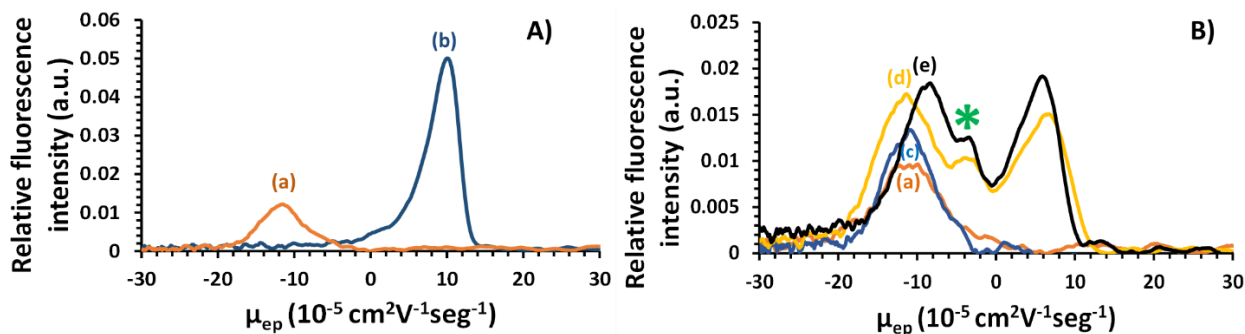 A)
Relative fluorescence
intensity (a.u.)
0.06
0.05
0.04
0.03
0.02
0.01
0
(a)
(b)
-30 -20 -10 0 10 20 30
μep (10-5 cm2V-1seg-1)
B)
Relative fluorescence
intensity (a.u.)
0.025
0.02
0.015
0.01
0.005
0
(d)
(e)
*
(c)
(a)
-30 -20 -10 0 10 20 30
μep (10-5 cm2V-1seg-1)